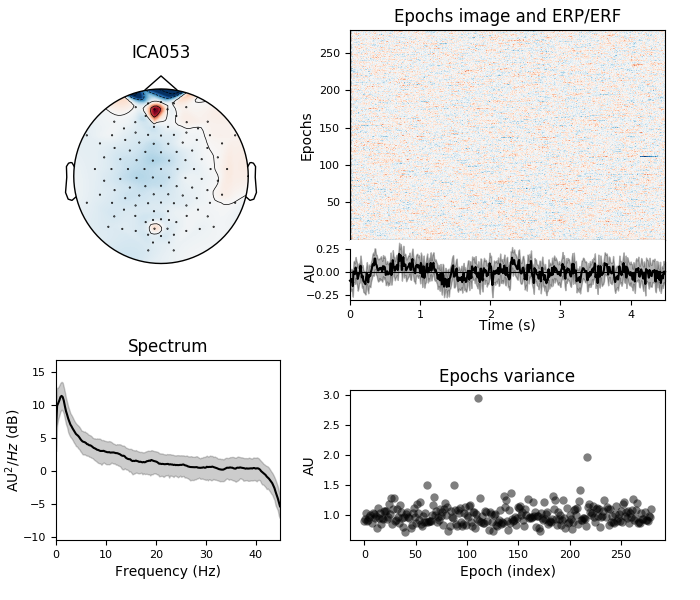 ICA053
Epochs image and ERP/ERF
Epochs
250
200
150
100
50
AU
0.25
0.00
−0.25
0 1 2 3 4
Time (s)
Spectrum
AU²/Hz (dB)
15
10
5
0
−5
−10
0 10 20 30 40
Frequency (Hz)
Epochs variance
AU
3.0
2.5
2.0
1.5
1.0
0 50 100 150 200 250
Epoch (index)